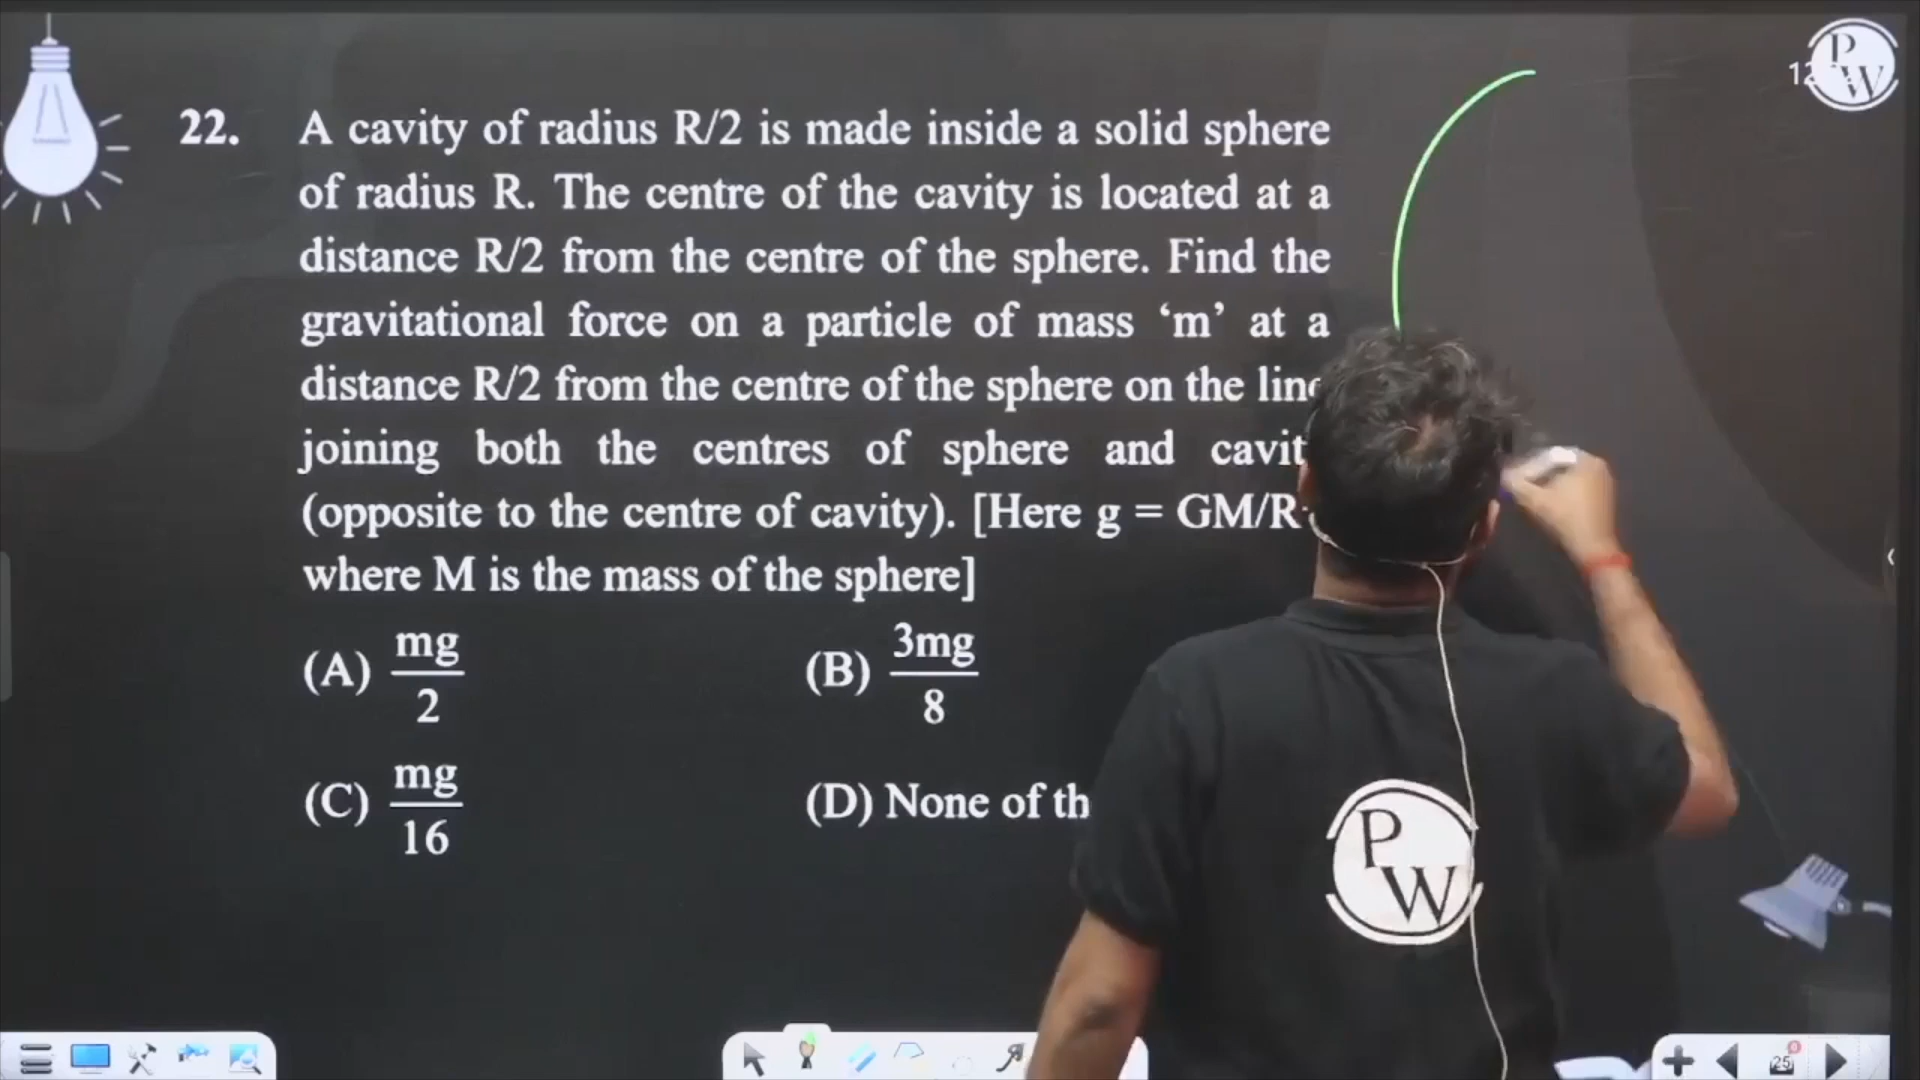 P
W
22. A cavity of radius R/2 is made inside a solid sphere
of radius R. The centre of the cavity is located at a
distance R/2 from the centre of the sphere. Find the
gravitational force on a particle of mass ‘m’ at a
distance R/2 from the centre of the sphere on the line
joining both the centres of sphere and
(opposite to the centre of cavity). [Here g = GM/R
where M is the mass of the sphere]
(A) mg/2 (B) 3mg/8
(C) mg/16 (D) None of
P
W
25